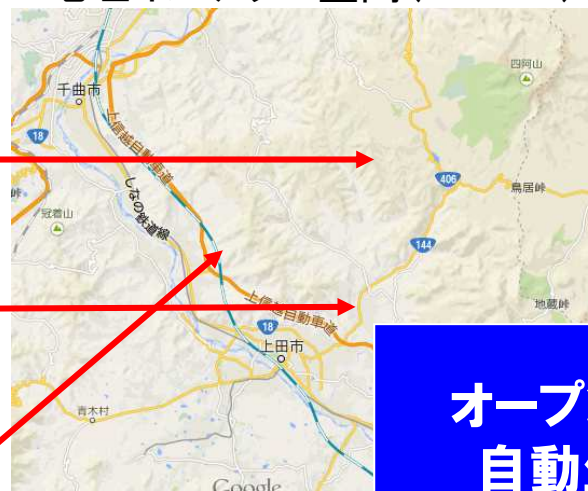 四阿山
千曲市
18
上信越自動車道
406
鳥居峠
しなの鉄道線
冠着山
144
地蔵峠
上信越自動車道
18
上田市
青木村
Google
オープ
自動